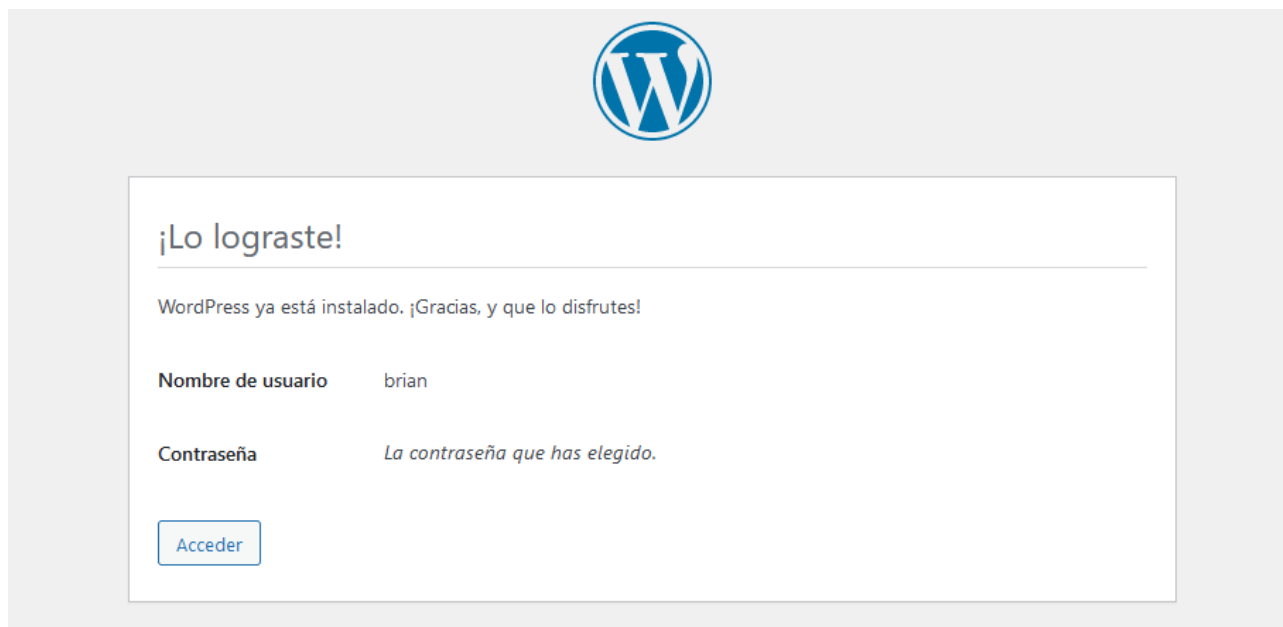 ¡Lo lograste!
WordPress ya está instalado. ¡Gracias, y que lo disfrutes!
Nombre de usuario brian
Contraseña La contraseña que has elegido.
Acceder